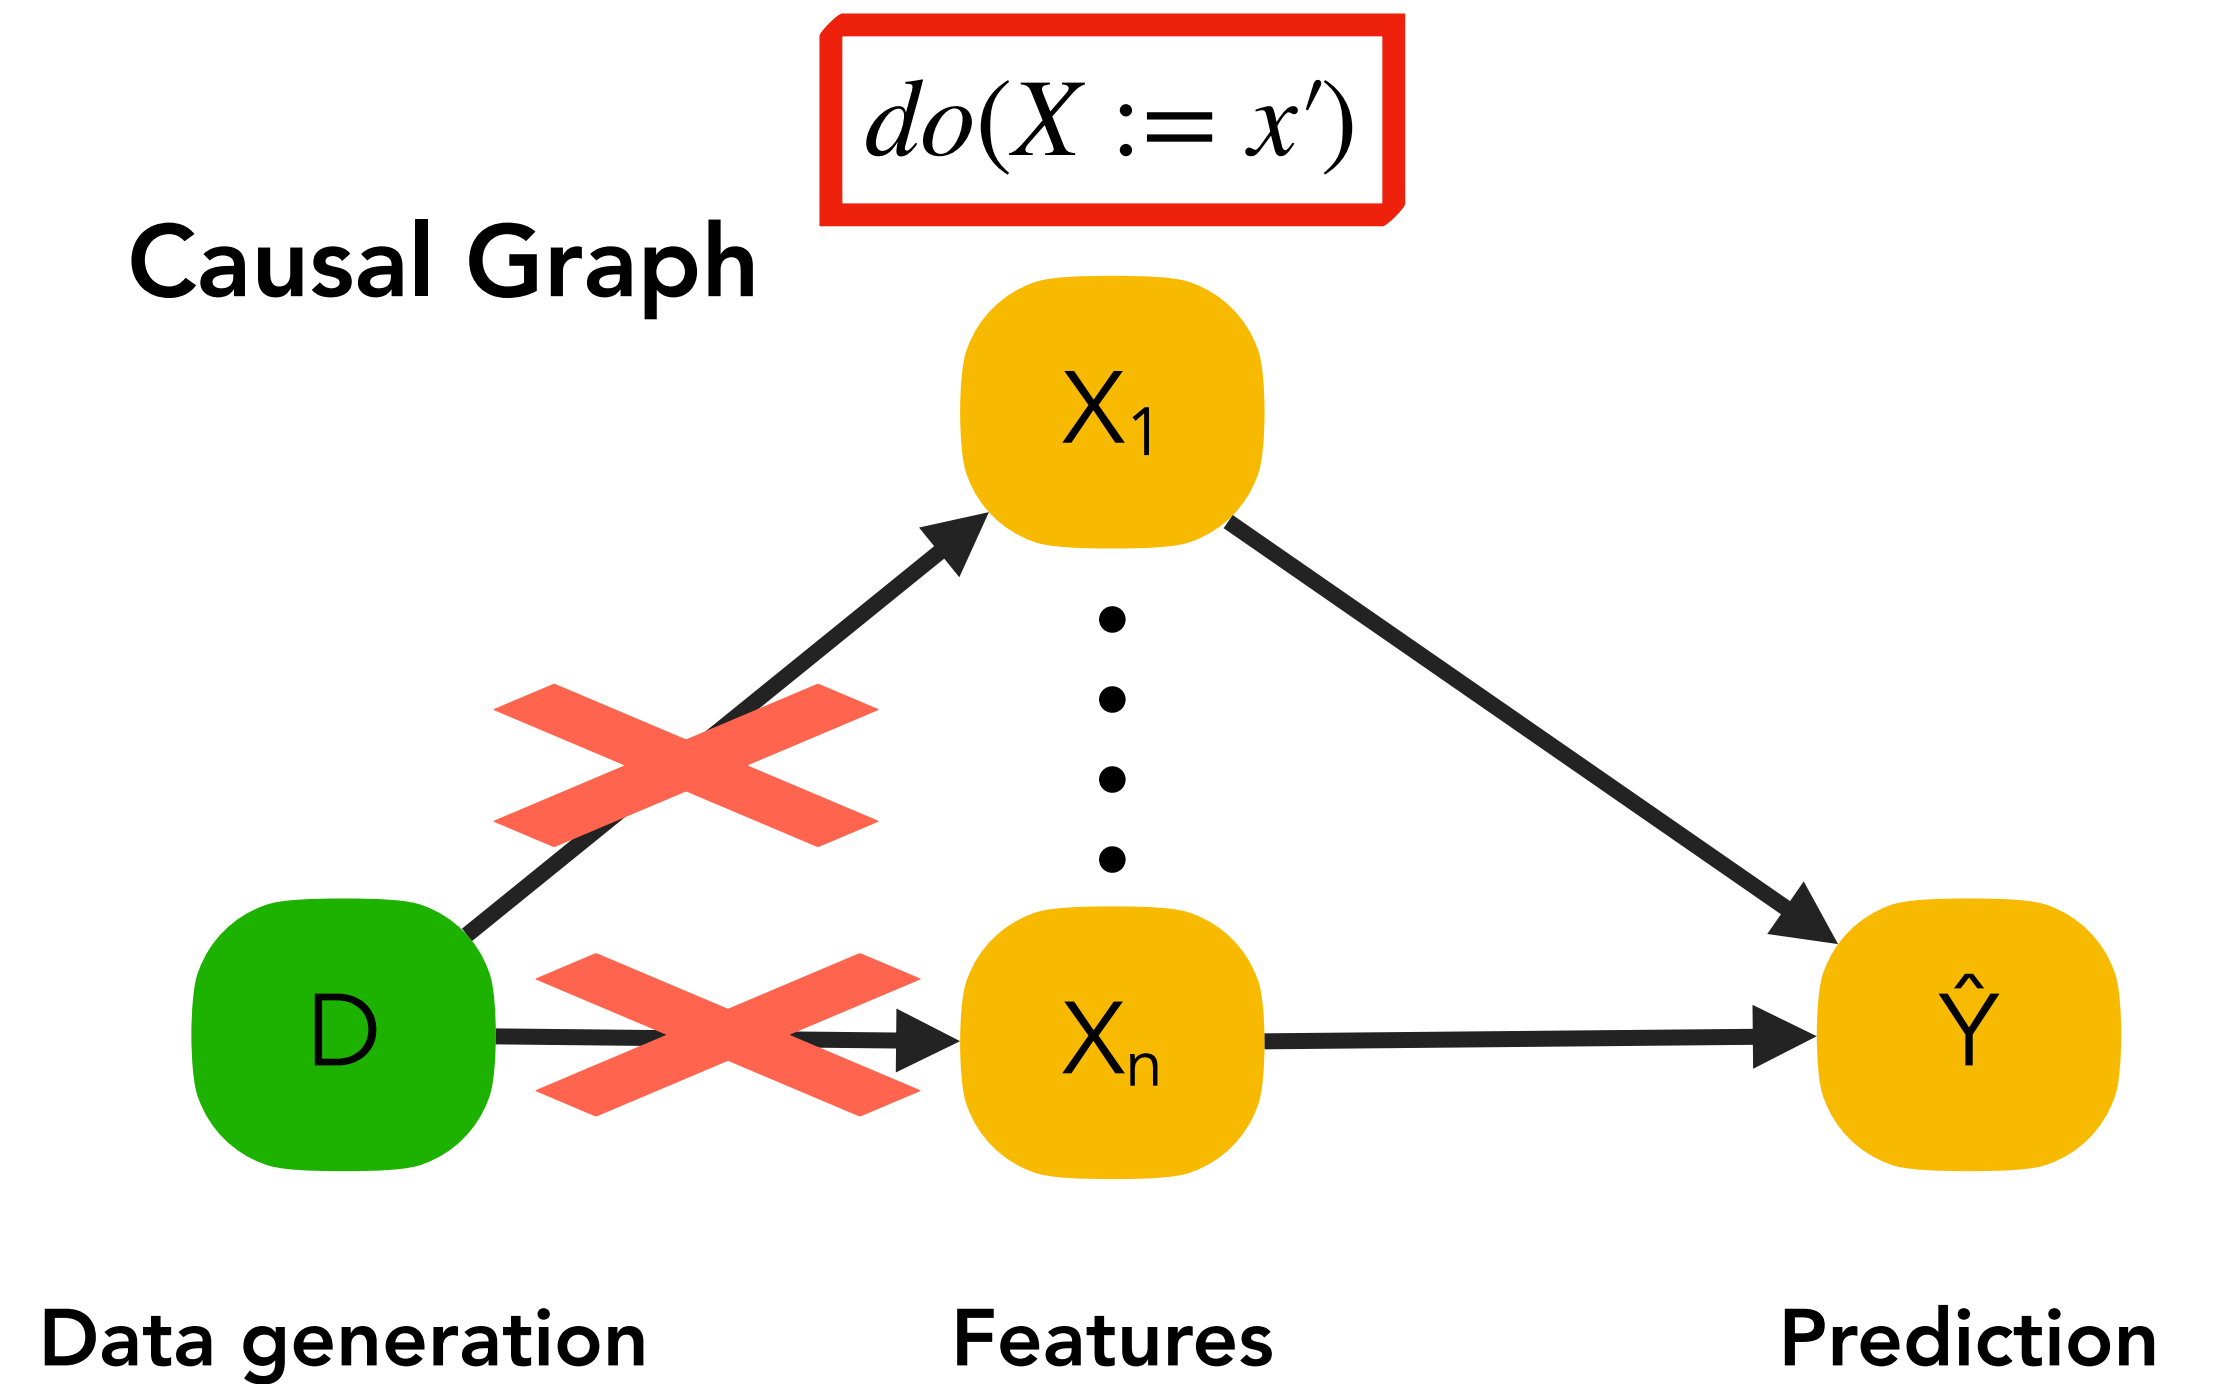 do(X := x′)
Causal Graph
X₁
D
Xₙ
Ŷ
Data generation
Features
Prediction